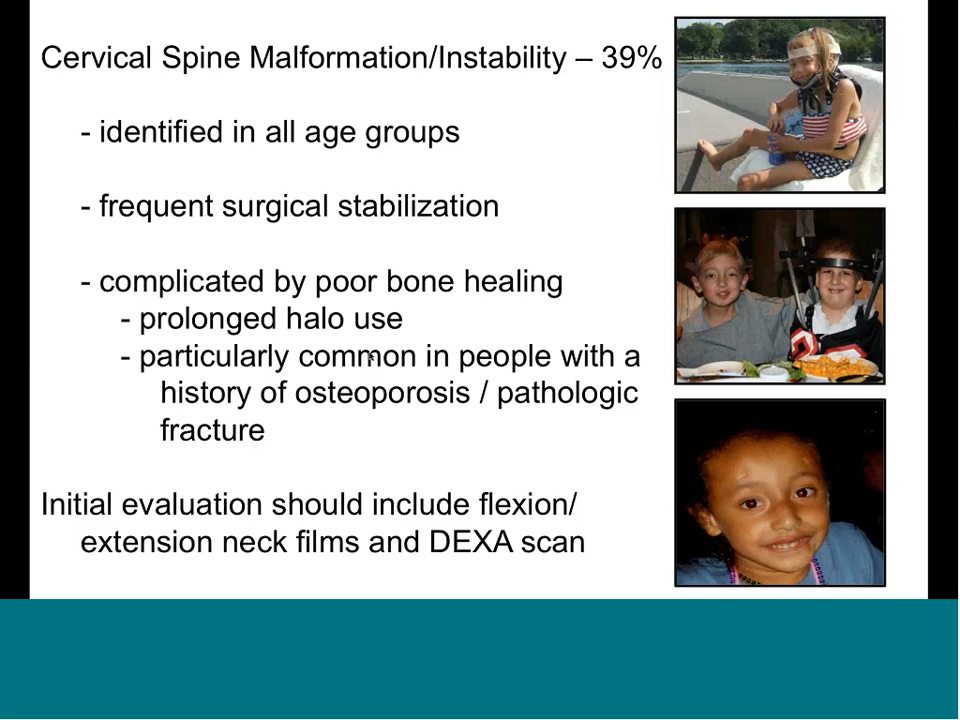 Cervical Spine Malformation/Instability – 39%
- identified in all age groups
- frequent surgical stabilization
- complicated by poor bone healing
- prolonged halo use
- particularly common in people with a
history of osteoporosis / pathologic
fracture
Initial evaluation should include flexion/
extension neck films and DEXA scan